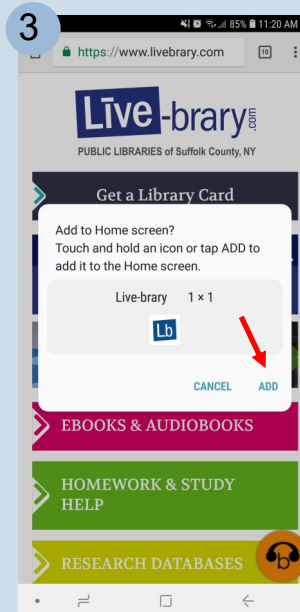 3
85% 11:20 AM
https://www.livebrary.com
10
Live-brary.com
PUBLIC LIBRARIES of Suffolk County, NY
Get a Library Card
Add to Home screen?
Touch and hold an icon or tap ADD to
add it to the Home screen.
Live-brary 1 × 1
Lb
CANCEL ADD
EBOOKS & AUDIOBOOKS
HOMEWORK & STUDY
HELP
RESEARCH DATABASES
b